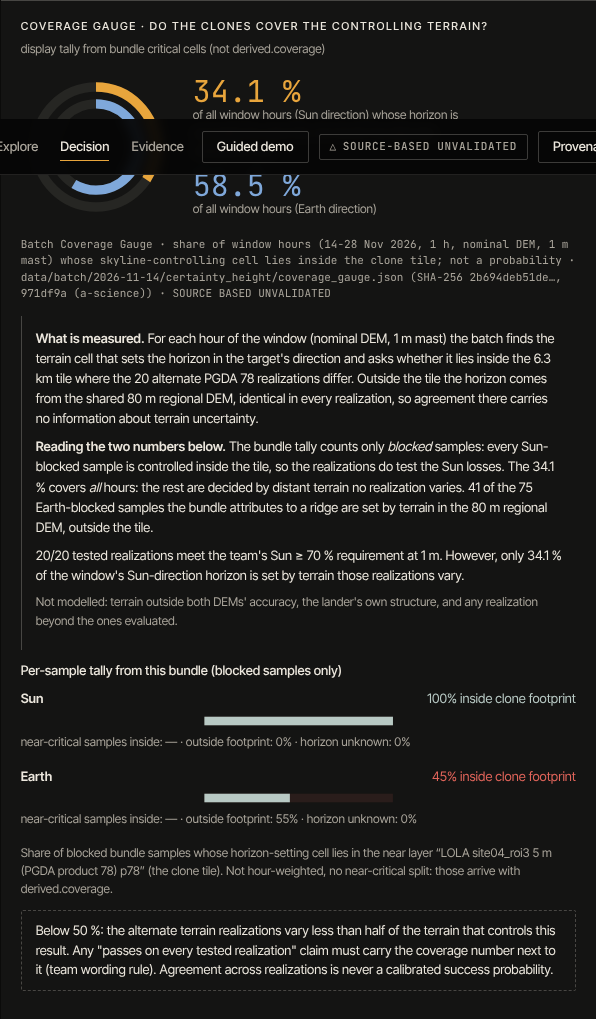 COVERAGE GAUGE · DO THE CLONES COVER THE CONTROLLING TERRAIN?
display tally from bundle critical cells (not derived.coverage)
34.1 %
of all window hours (Sun direction) whose horizon is
Explore Decision Evidence Guided demo △ SOURCE-BASED UNVALIDATED Provena
58.5 %
of all window hours (Earth direction)
Batch Coverage Gauge · share of window hours (14-28 Nov 2026, 1 h, nominal DEM, 1 m
mast) whose skyline-controlling cell lies inside the clone tile; not a probability ·
data/batch/2026-11-14/certainty_height/coverage_gauge.json (SHA-256 2b694deb51de…,
971df9a (a-science)) · SOURCE BASED UNVALIDATED
What is measured. For each hour of the window (nominal DEM, 1 m mast) the batch finds the
terrain cell that sets the horizon in the target's direction and asks whether it lies inside the 6.3
km tile where the 20 alternate PGDA 78 realizations differ. Outside the tile the horizon comes
from the shared 80 m regional DEM, identical in every realization, so agreement there carries
no information about terrain uncertainty.
Reading the two numbers below. The bundle tally counts only blocked samples: every Sun-
blocked sample is controlled inside the tile, so the realizations do test the Sun losses. The 34.1
% covers all hours: the rest are decided by distant terrain no realization varies. 41 of the 75
Earth-blocked samples the bundle attributes to a ridge are set by terrain in the 80 m regional
DEM, outside the tile.
20/20 tested realizations meet the team's Sun ≥ 70 % requirement at 1 m. However, only 34.1 %
of the window's Sun-direction horizon is set by terrain those realizations vary.
Not modelled: terrain outside both DEMs' accuracy, the lander's own structure, and any realization
beyond the ones evaluated.
Per-sample tally from this bundle (blocked samples only)
Sun 100% inside clone footprint
near-critical samples inside: — · outside footprint: 0% · horizon unknown: 0%
Earth 45% inside clone footprint
near-critical samples inside: — · outside footprint: 55% · horizon unknown: 0%
Share of blocked bundle samples whose horizon-setting cell lies in the near layer “LOLA site04_roi3 5 m
(PGDA product 78) p78” (the clone tile). Not hour-weighted, no near-critical split: those arrive with
derived.coverage.
Below 50 %: the alternate terrain realizations vary less than half of the terrain that controls this
result. Any "passes on every tested realization" claim must carry the coverage number next to
it (team wording rule). Agreement across realizations is never a calibrated success probability.